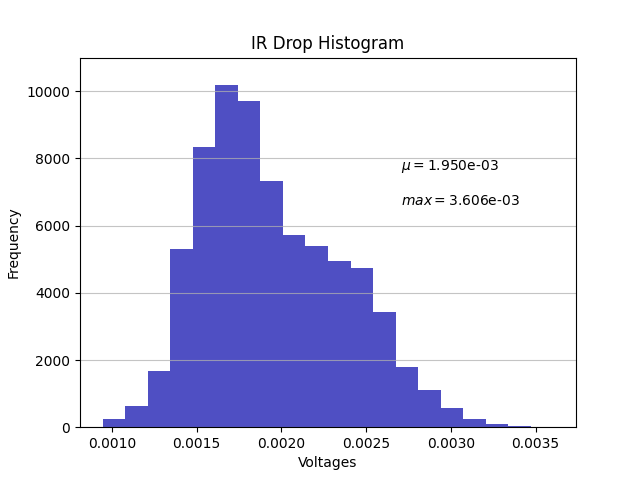 IR Drop Histogram
10000
8000
6000
4000
2000
0
Frequency
μ = 1.950e-03
max = 3.606e-03
0.0010 0.0015 0.0020 0.0025 0.0030 0.0035
Voltages